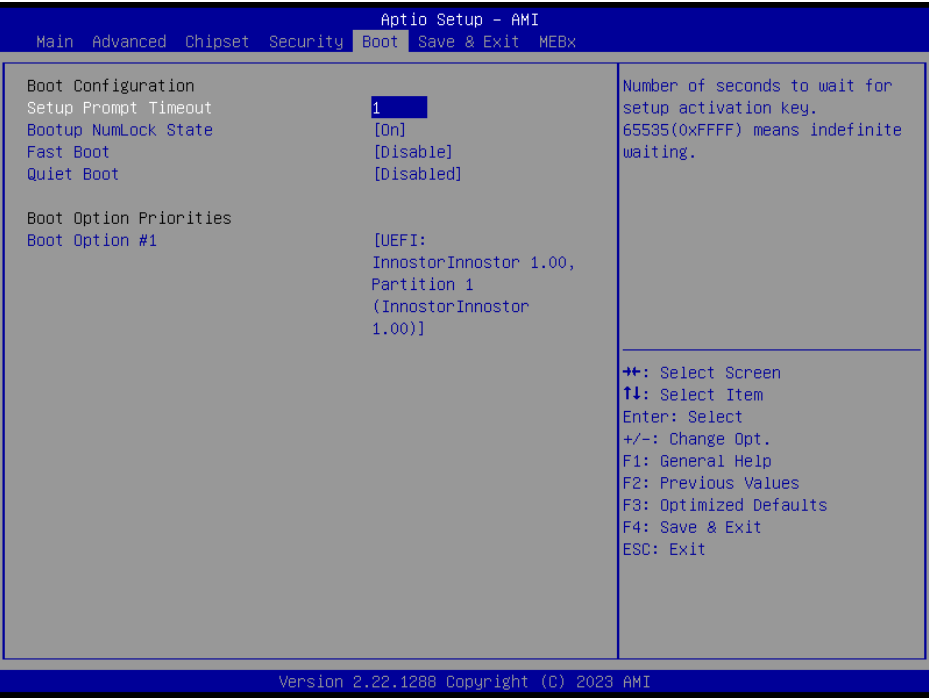 Aptio Setup - AMI
Main Advanced Chipset Security Boot Save & Exit MEBx
Boot Configuration
Setup Prompt Timeout 1
Bootup NumLock State [On]
Fast Boot [Disable]
Quiet Boot [Disabled]
Boot Option Priorities
Boot Option #1 [UEFI:
InnostorInnostor 1.00,
Partition 1
(InnostorInnostor
1.00)]
Number of seconds to wait for
setup activation key.
65535(0xFFFF) means indefinite
waiting.
→←: Select Screen
↑↓: Select Item
Enter: Select
+/-: Change Opt.
F1: General Help
F2: Previous Values
F3: Optimized Defaults
F4: Save & Exit
ESC: Exit
Version 2.22.1288 Copyright (C) 2023 AMI